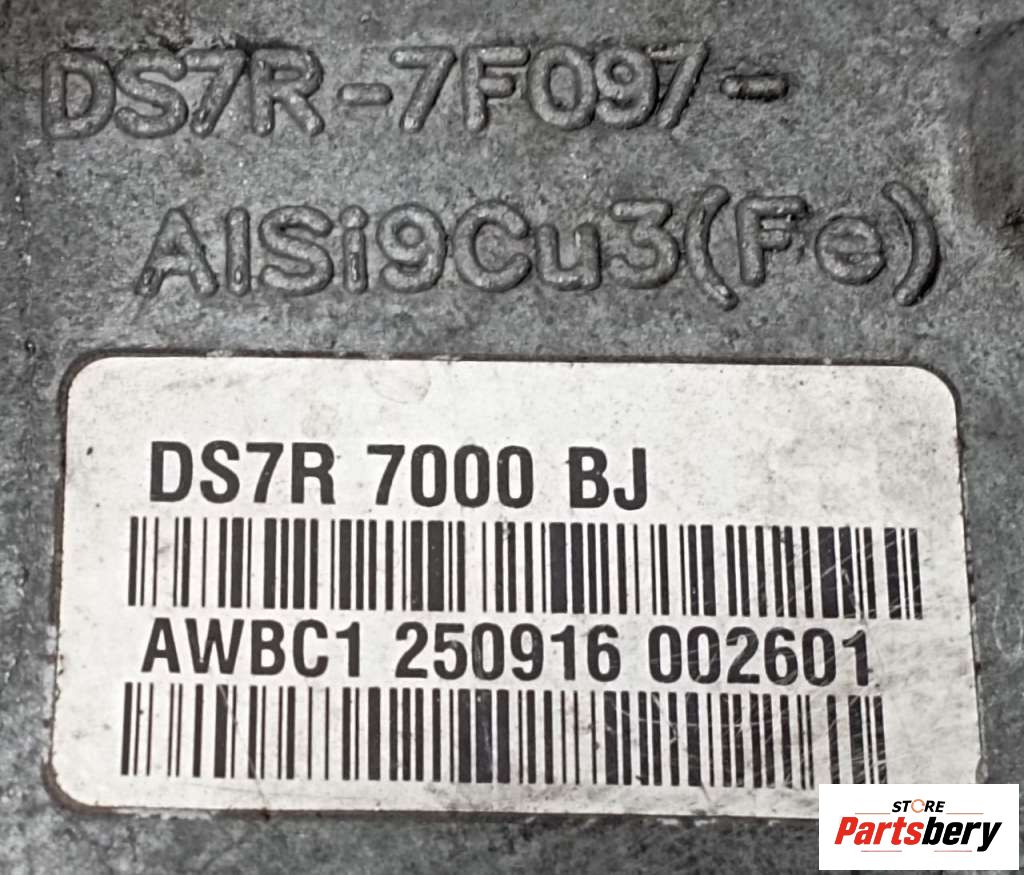 DS7R-7F097-
AlSi9Cu3(Fe)
DS7R 7000 BJ
AWBC1 250916 002601
STORE
Partsbery